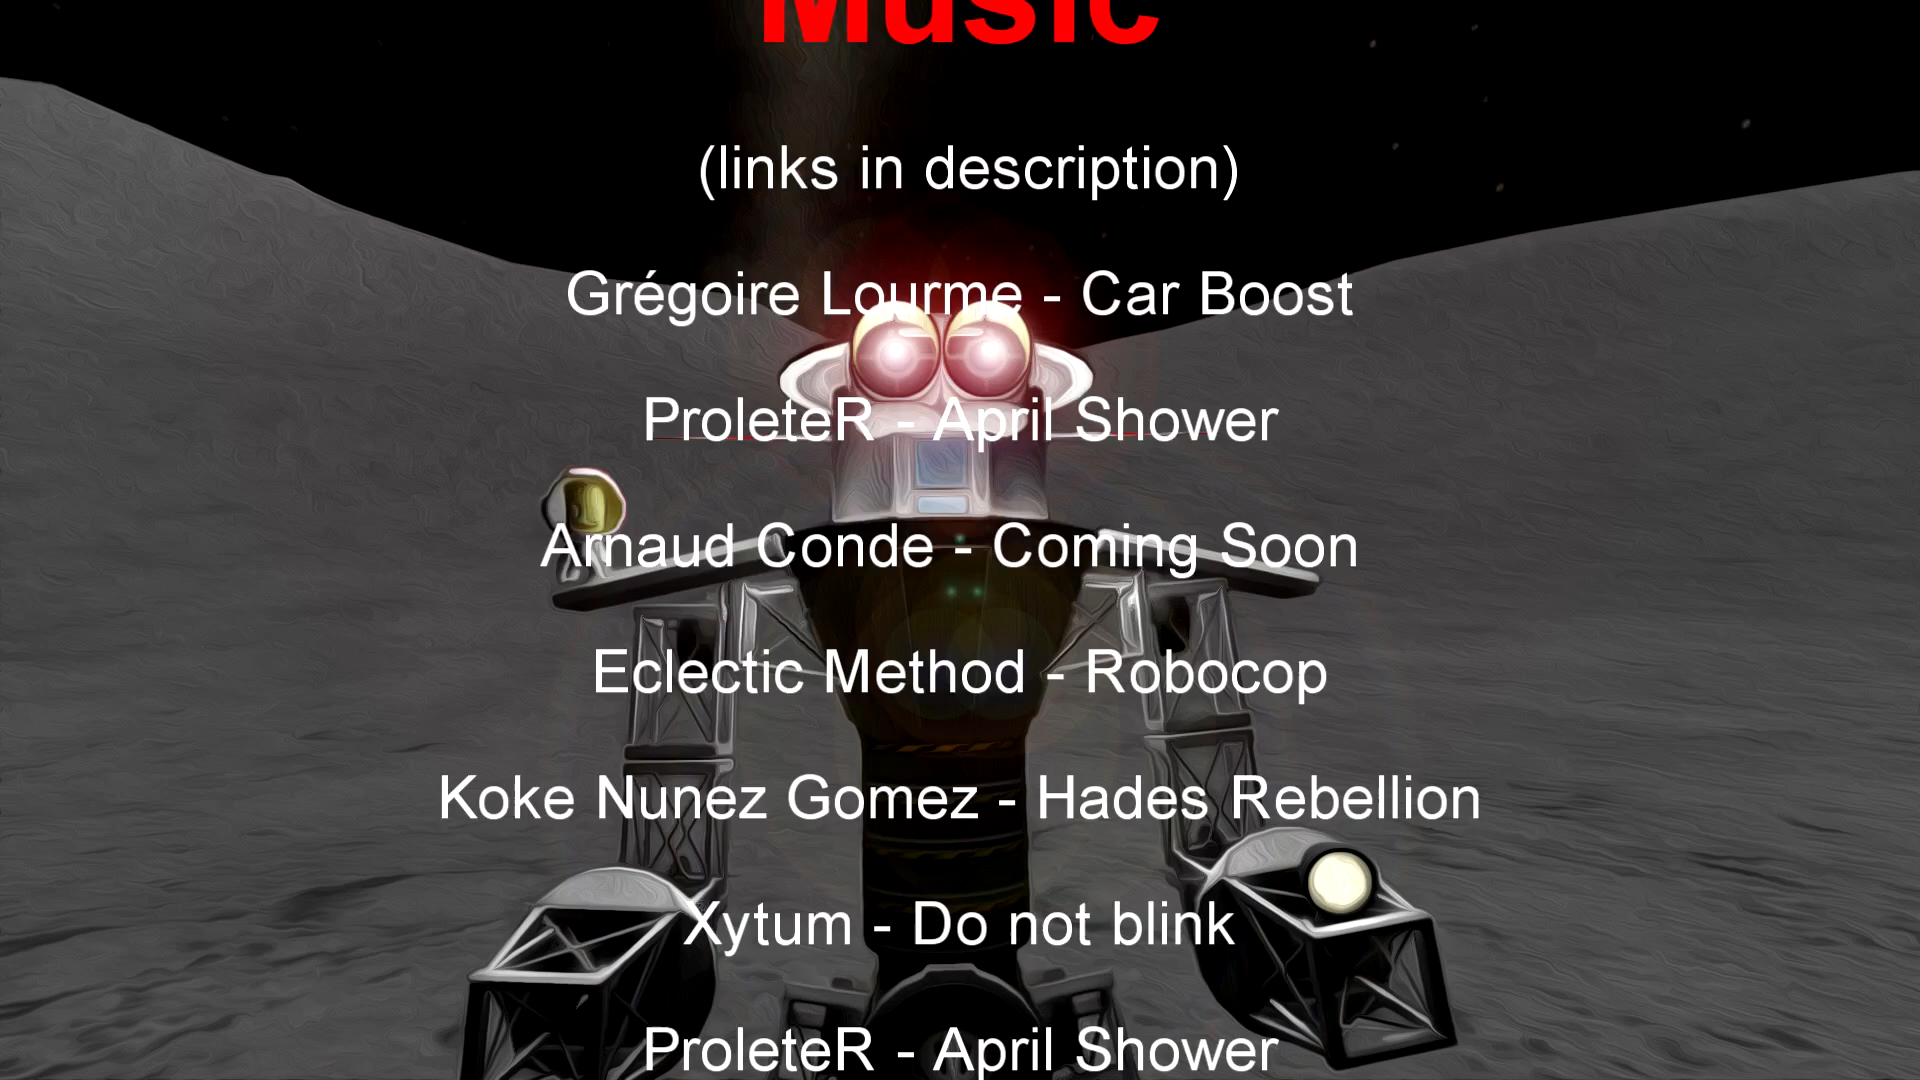 Music
(links in description)
Grégoire Lourme - Car Boost
ProleteR - April Shower
Arnaud Conde - Coming Soon
Eclectic Method - Robocop
Koke Nunez Gomez - Hades Rebellion
Xytum - Do not blink
ProleteR - April Shower